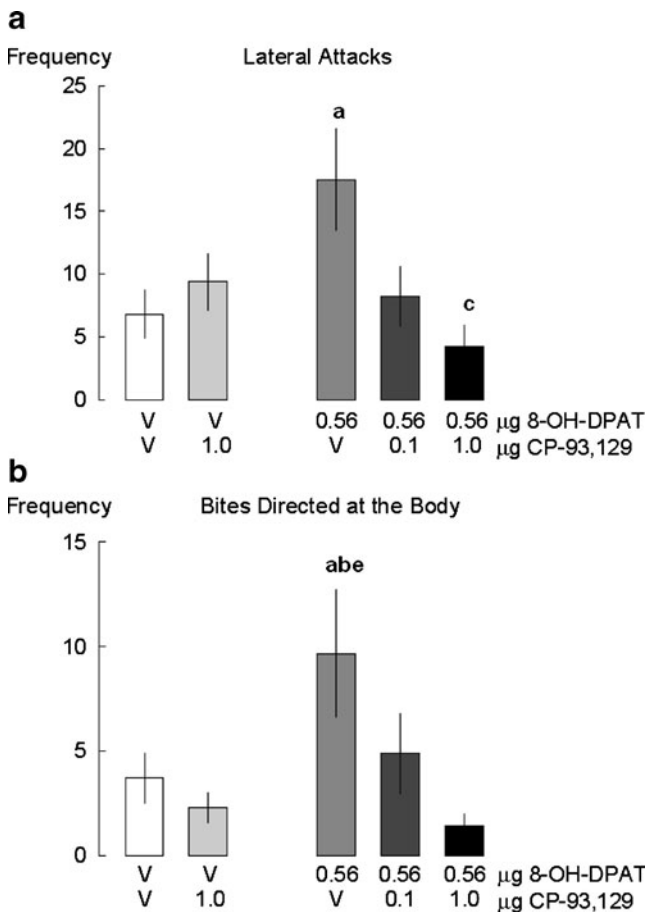 a
Frequency Lateral Attacks
25
20
15
10
5
0
a
c
V V 0.56 0.56 0.56 µg 8-OH-DPAT
V 1.0 V 0.1 1.0 µg CP-93,129
b
Frequency Bites Directed at the Body
15
10
5
0
abe
V V 0.56 0.56 0.56 µg 8-OH-DPAT
V 1.0 V 0.1 1.0 µg CP-93,129